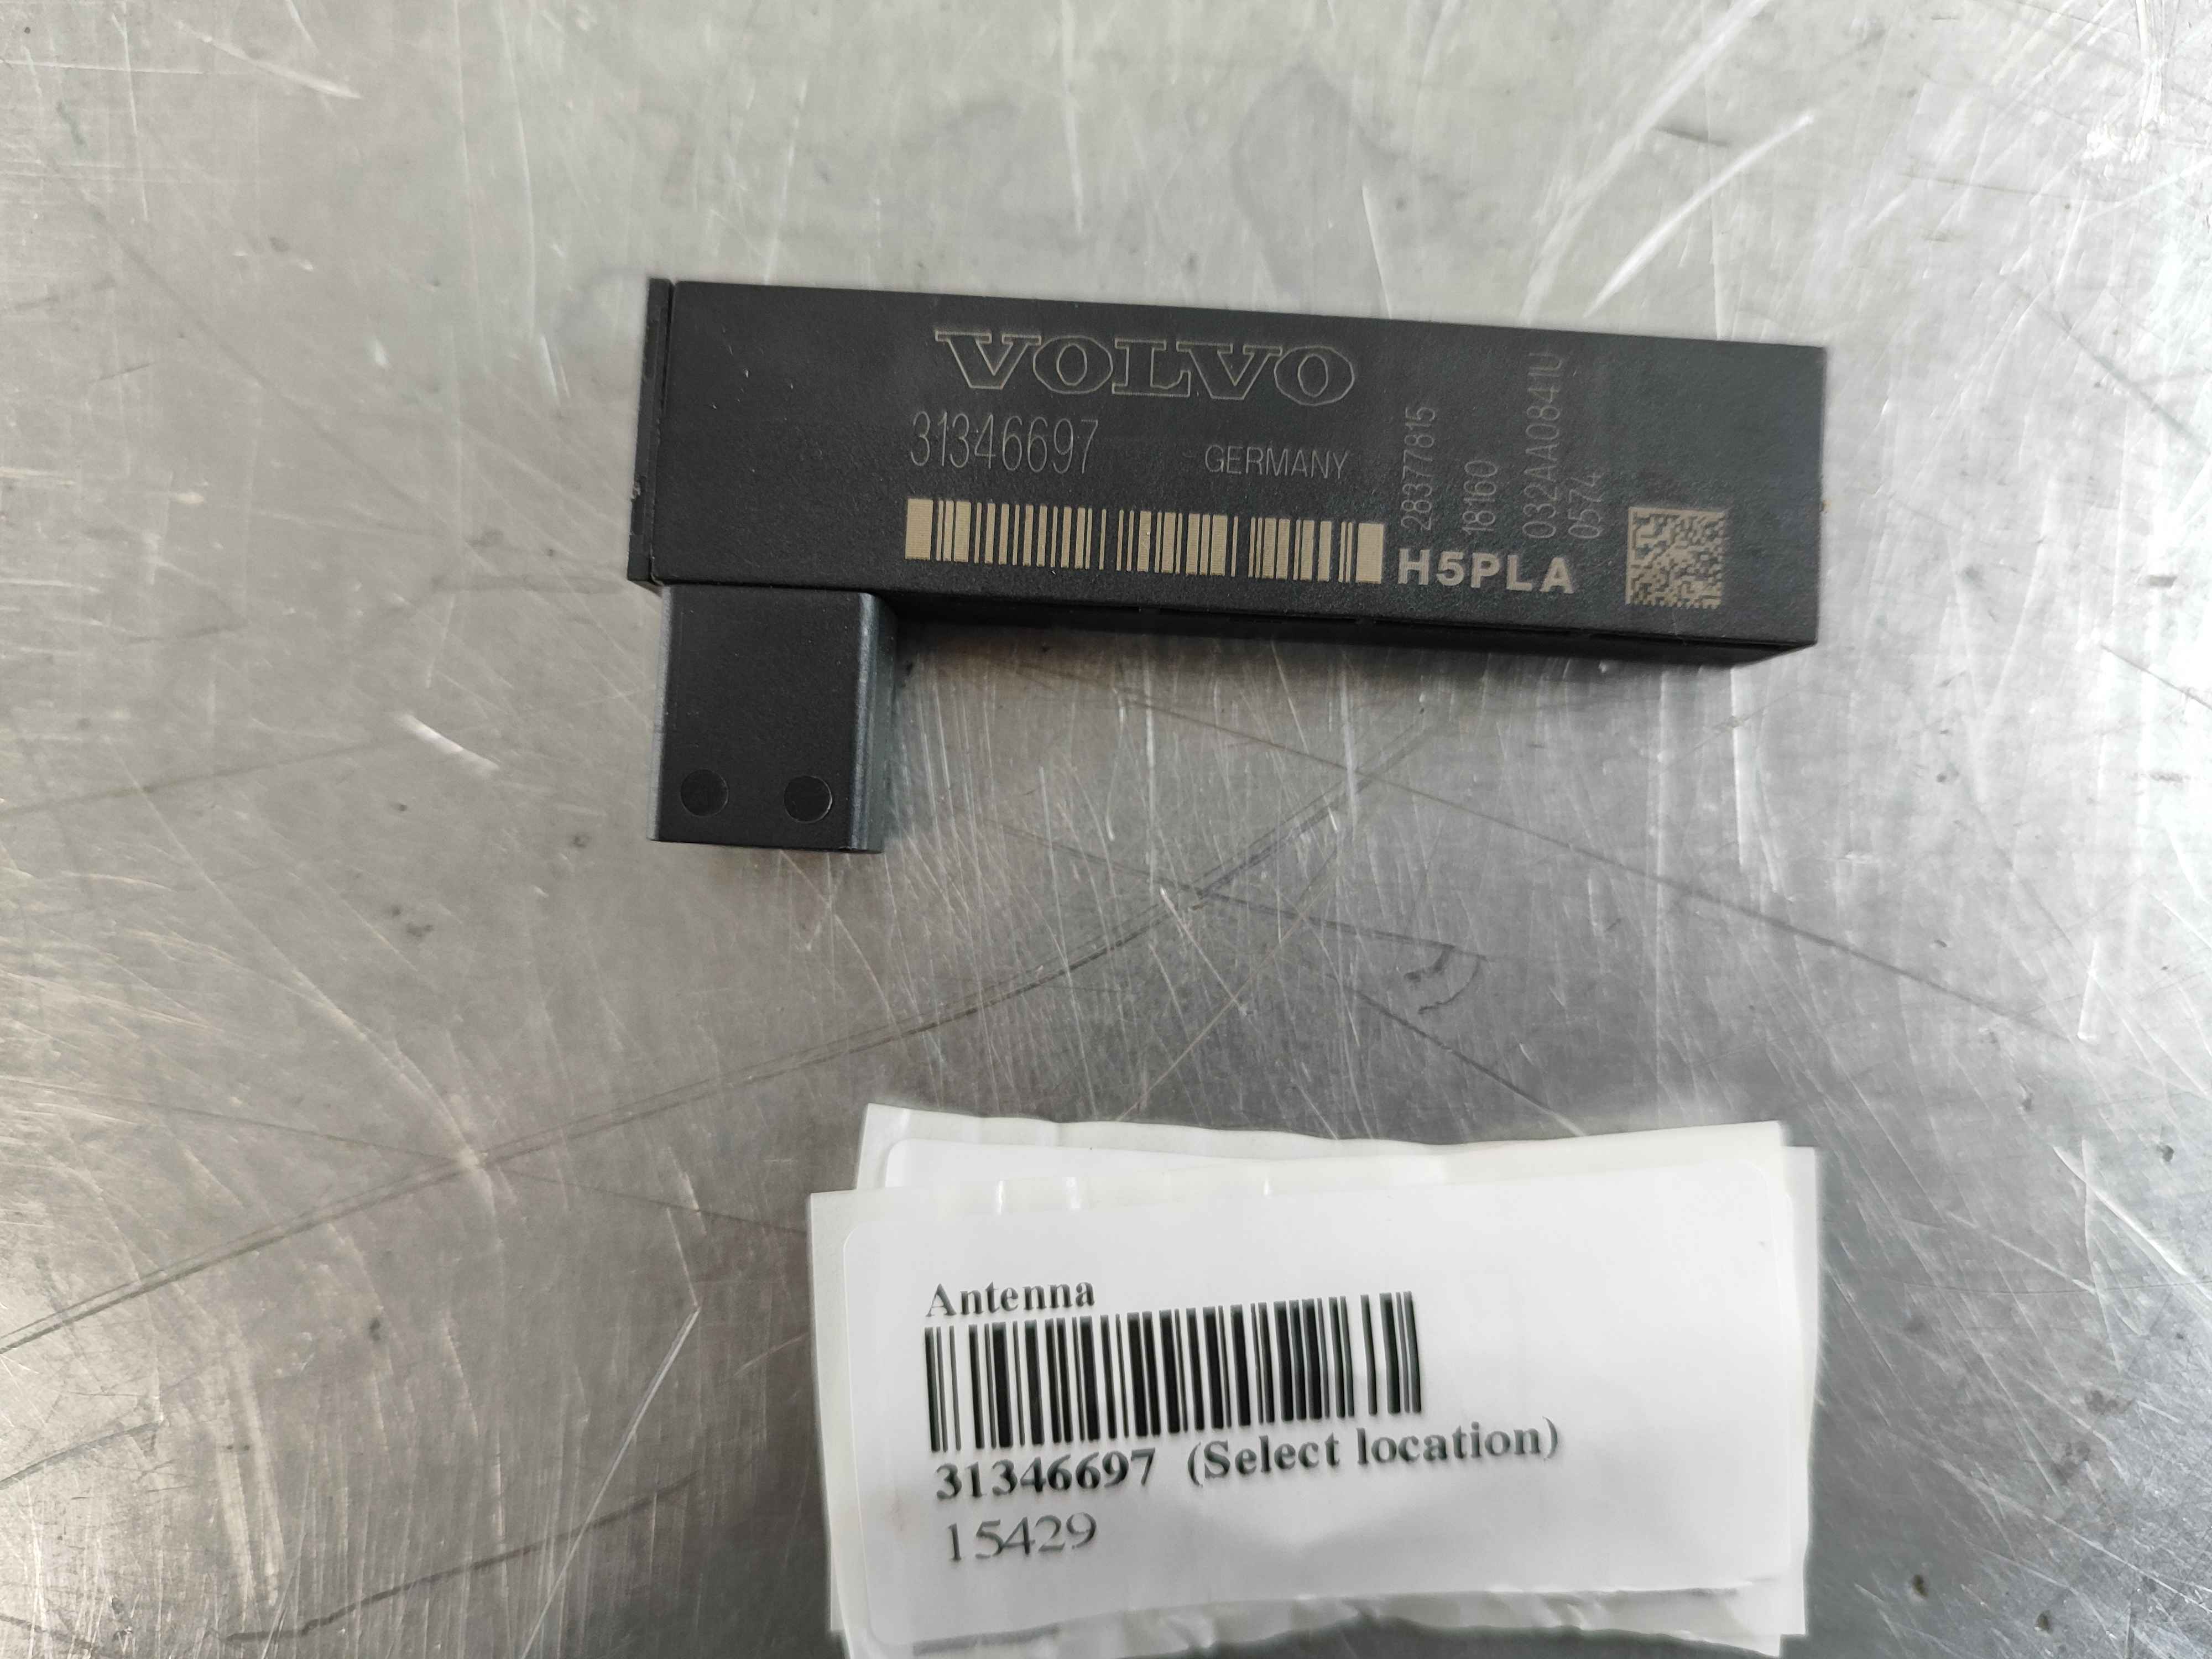 VOLVO
31346697
GERMANY
28377815
18160
032AA0841U
0574
H5PLA
Antenna
31346697 (Select location)
15429